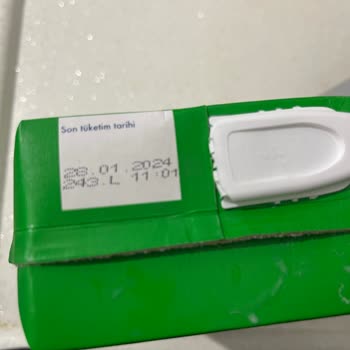 Son tüketim tarihi
28.01.2024
243.L 11:01